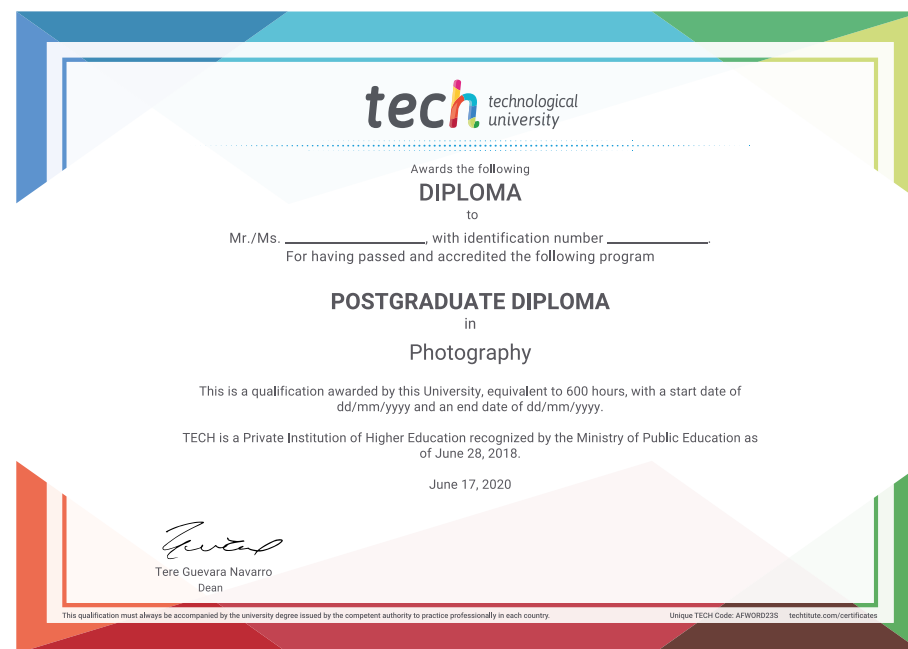 tech technological
university
Awards the following
DIPLOMA
to
Mr./Ms. ____________, with identification number ____________.
For having passed and accredited the following program
POSTGRADUATE DIPLOMA
in
Photography
This is a qualification awarded by this University, equivalent to 600 hours, with a start date of
dd/mm/yyyy and an end date of dd/mm/yyyy.
TECH is a Private Institution of Higher Education recognized by the Ministry of Public Education as
of June 28, 2018.
June 17, 2020
Tere Guevara Navarro
Dean
This qualification must always be accompanied by the university degree issued by the competent authority to practice professionally in each country. Unique TECH Code: AFWORD23S techtitute.com/certificates